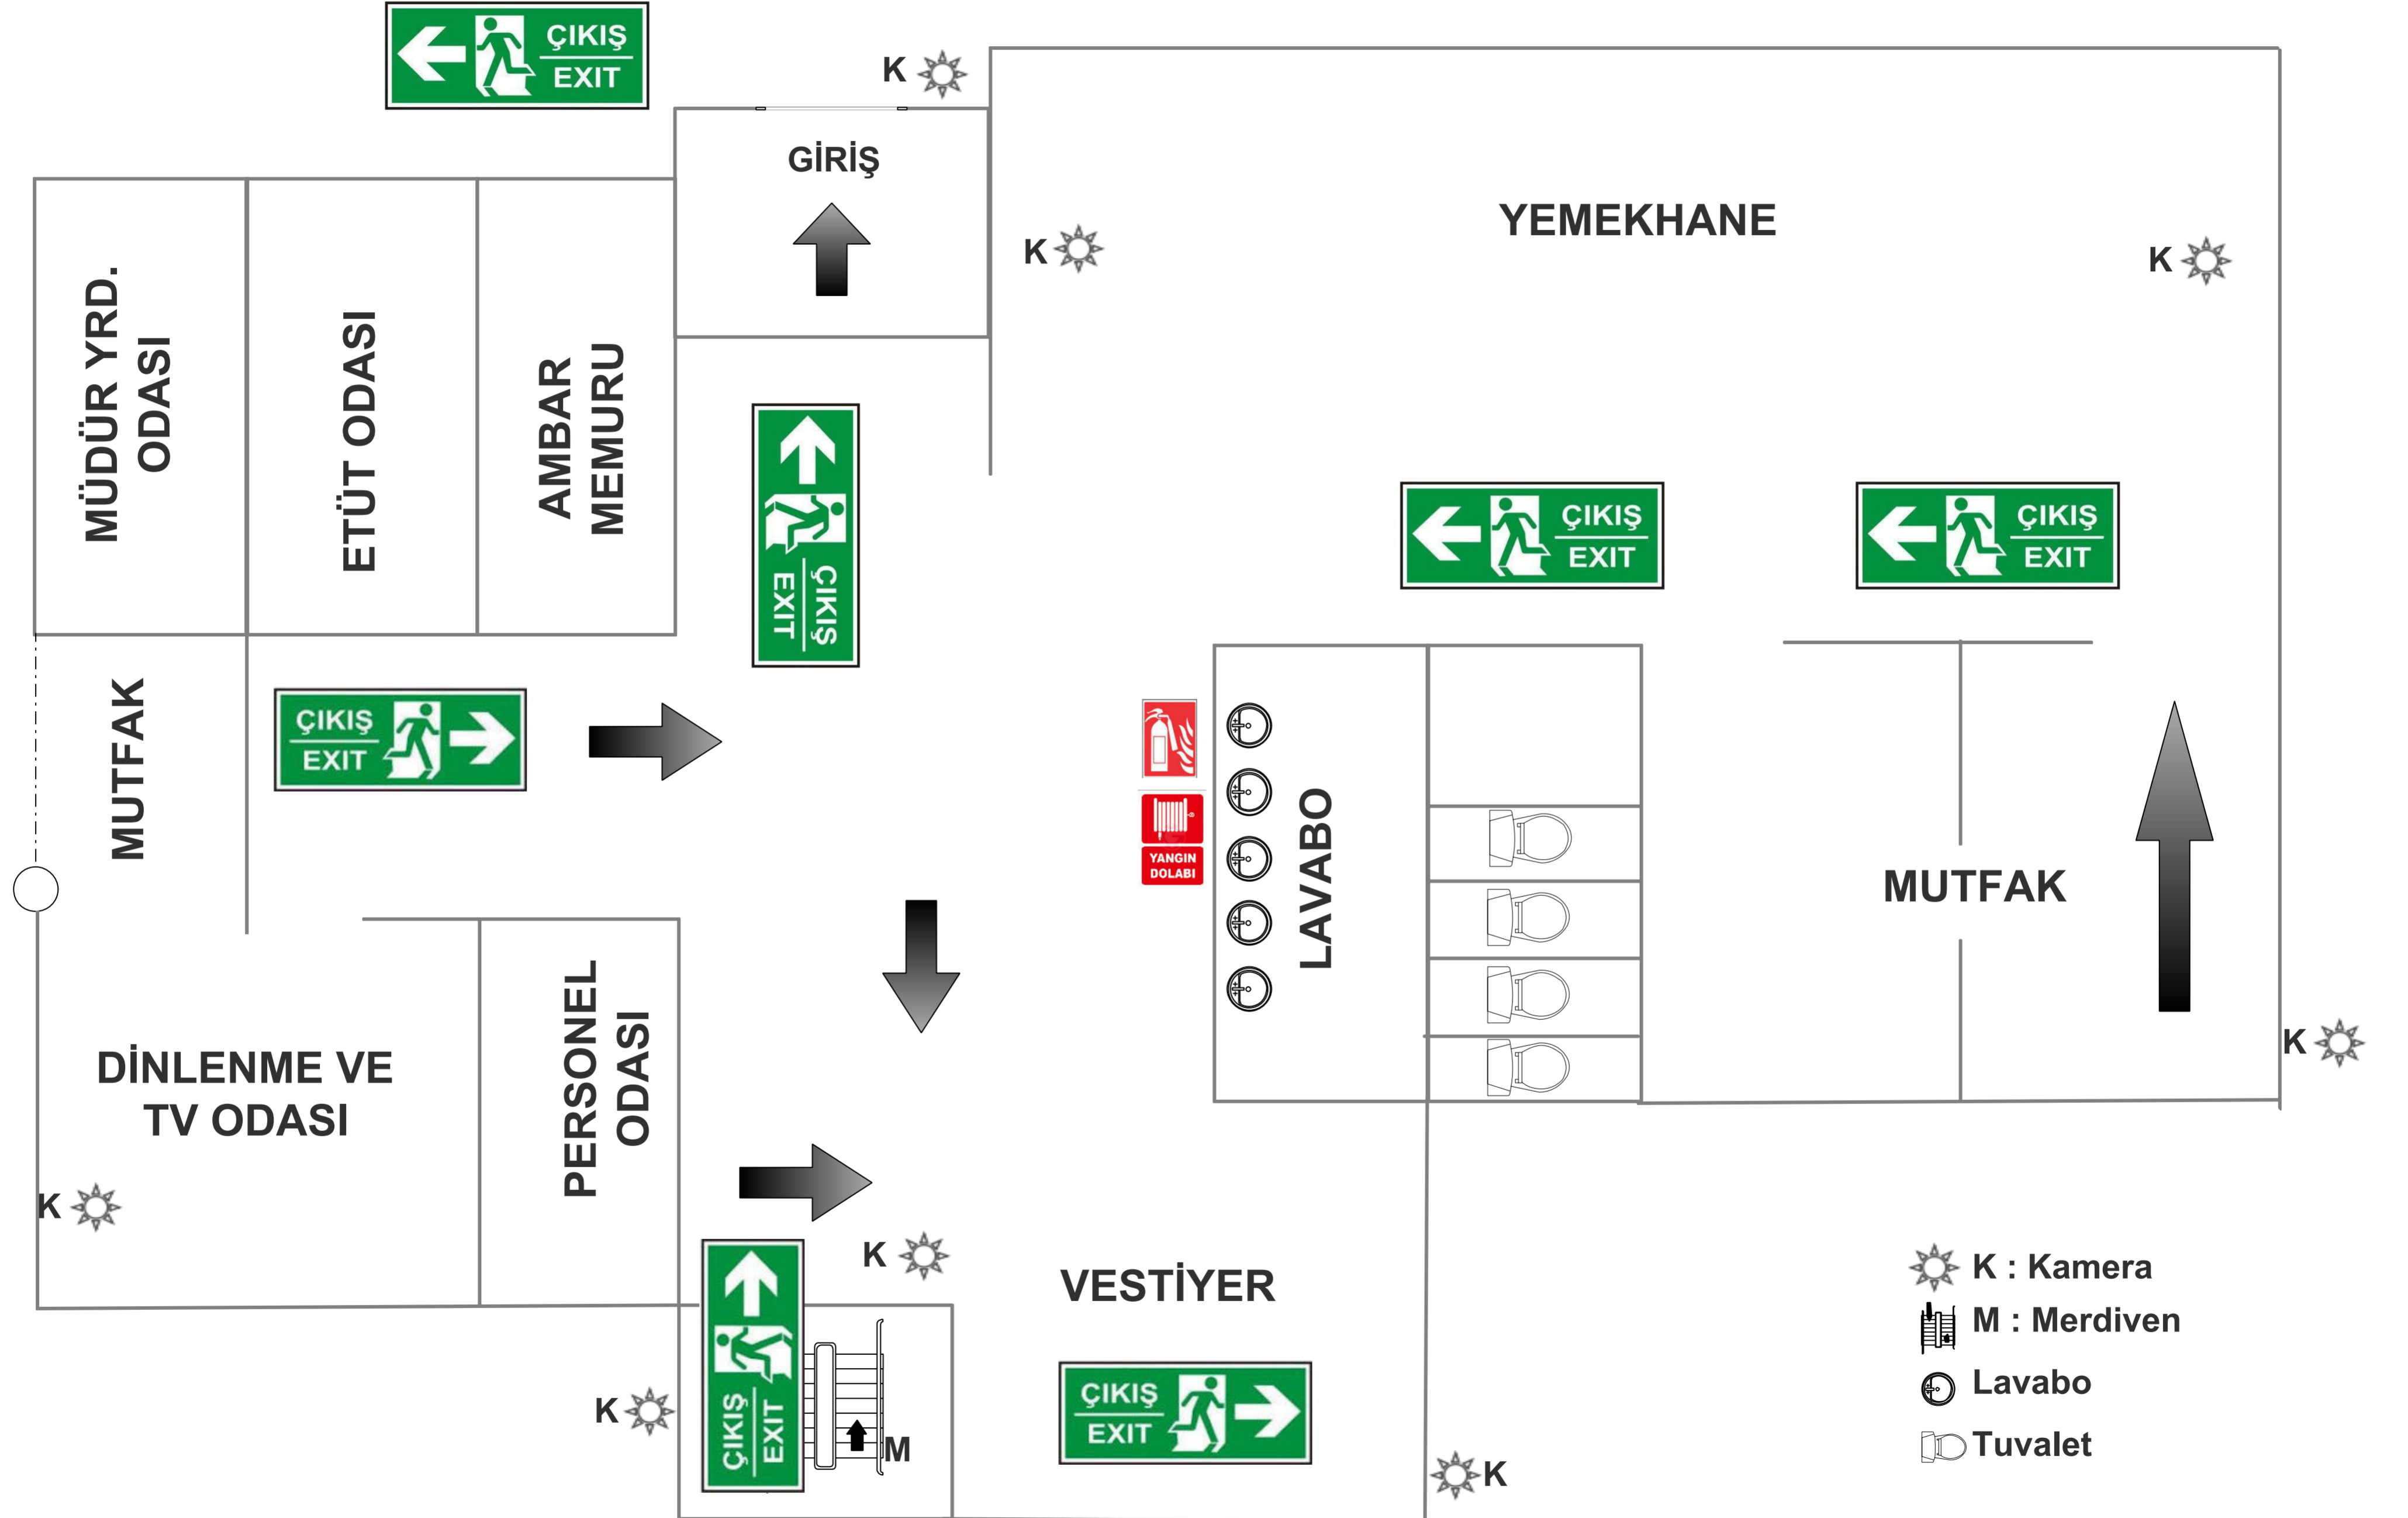 ÇIKIŞ
EXIT
K
GİRİŞ
YEMEKHANE
K
K
MÜDÜR YRD.
ODASI
ETÜT ODASI
AMBAR
MEMURU
ÇIKIŞ
EXIT
ÇIKIŞ
EXIT
ÇIKIŞ
EXIT
MUTFAK
ÇIKIŞ
EXIT
YANGIN
DOLABI
LAVABO
MUTFAK
K
DİNLENME VE
TV ODASI
PERSONEL
ODASI
K
K
VESTİYER
ÇIKIŞ
EXIT
K
M
ÇIKIŞ
EXIT
K
K : Kamera
M : Merdiven
Lavabo
Tuvalet